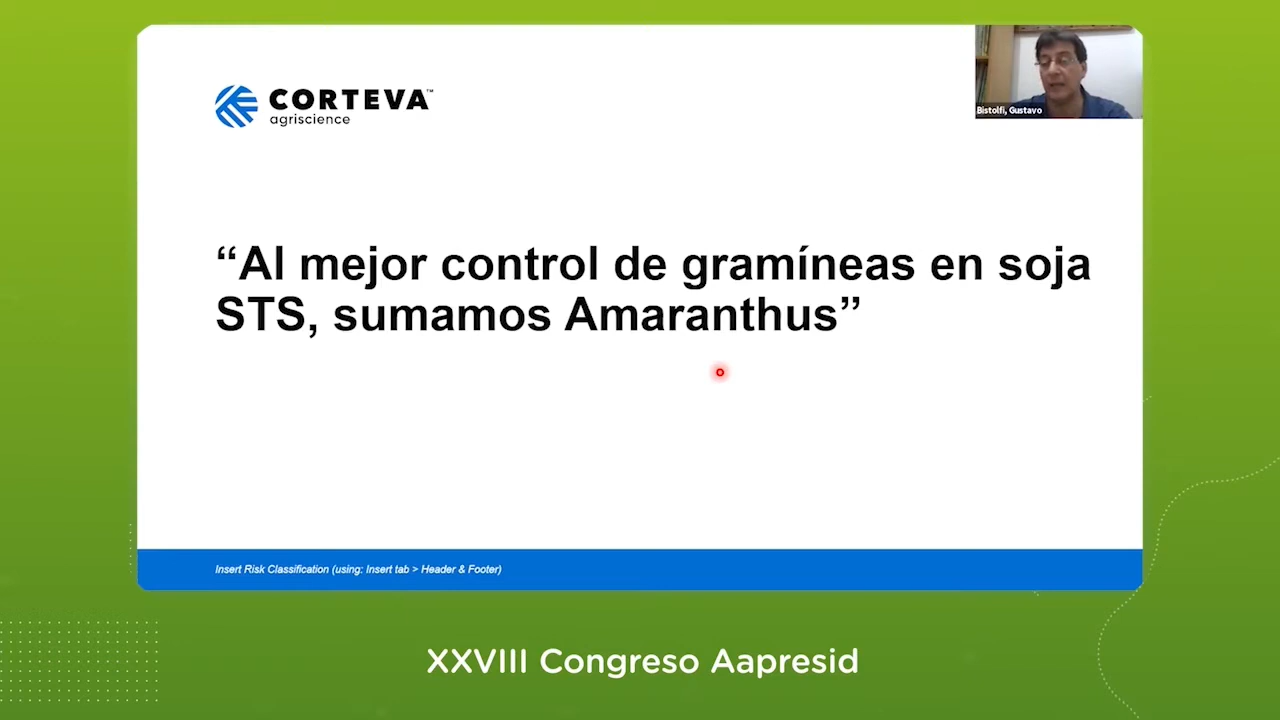 CORTEVA™
agriscience
Bistolfi, Gustavo
“Al mejor control de gramíneas en soja
STS, sumamos Amaranthus”
Insert Risk Classification (using: Insert tab > Header & Footer)
XXVIII Congreso Aapresid